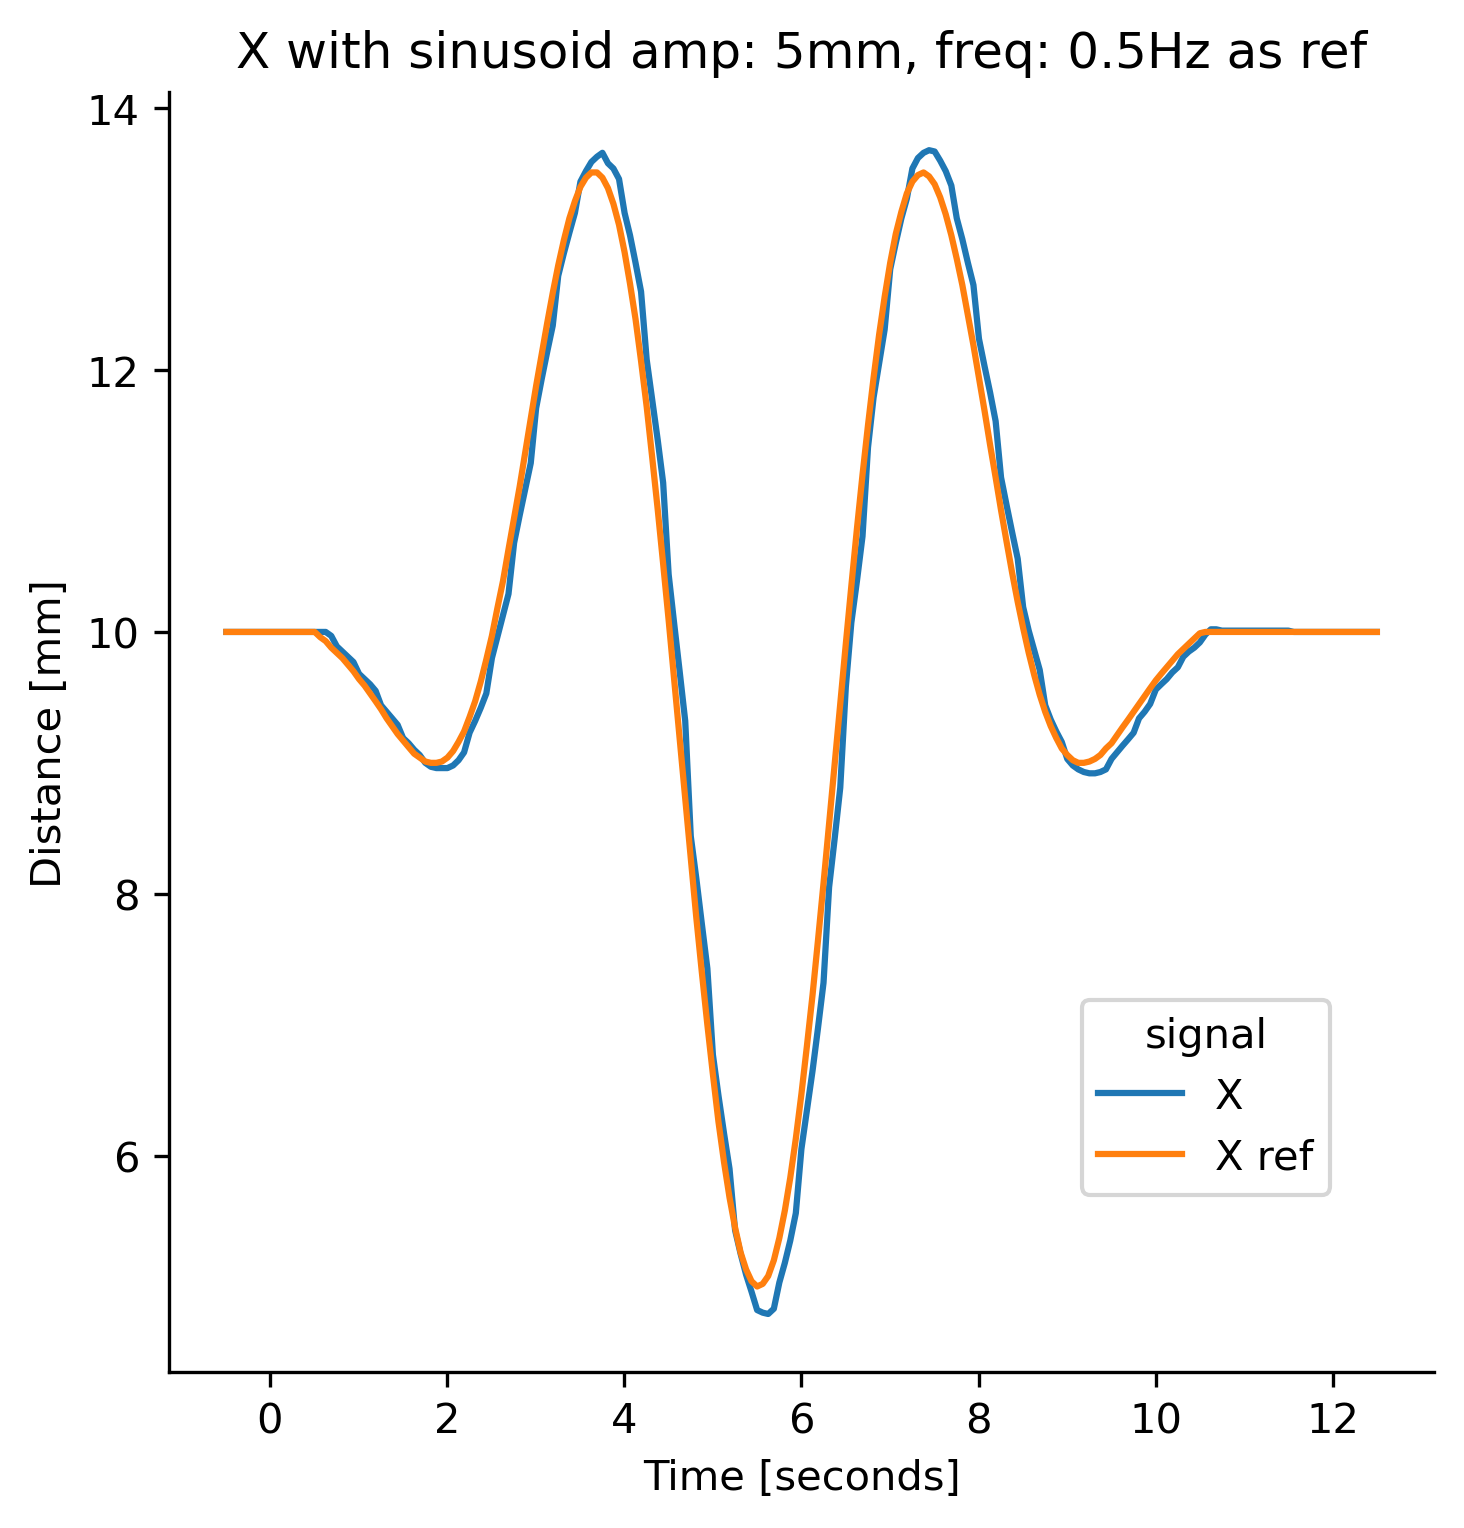 X with sinusoid amp: 5mm, freq: 0.5Hz as ref
14
12
10
8
6
Distance [mm]
signal
X
X ref
0 2 4 6 8 10 12
Time [seconds]